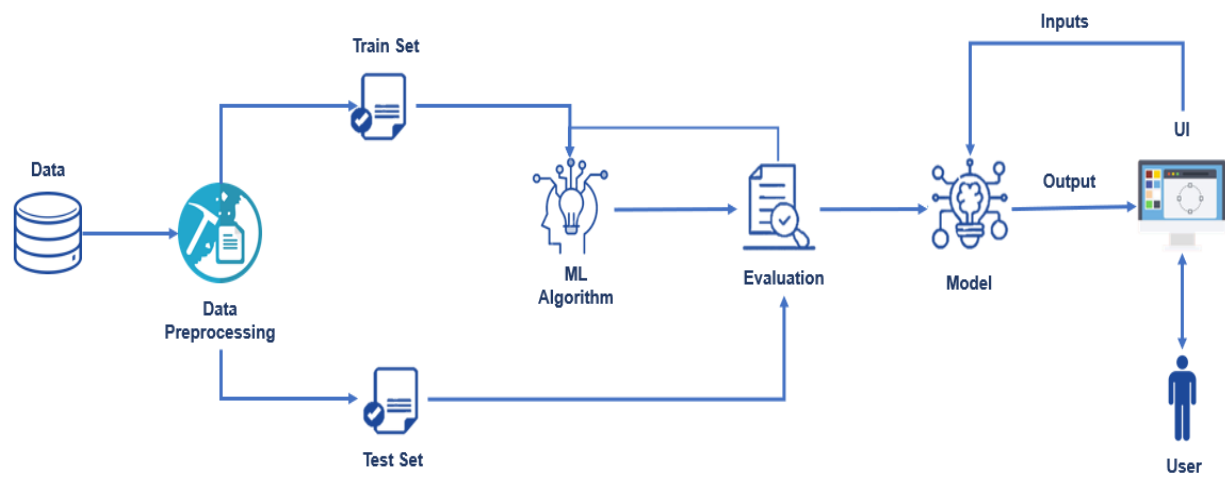 Inputs
Train Set
UI
Data
Output
ML
Algorithm
Evaluation
Model
Data
Preprocessing
Test Set
User